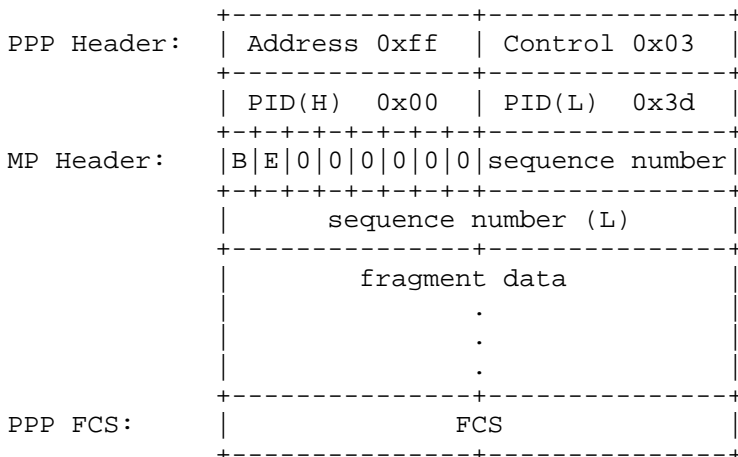 +---------------+---------------+
PPP Header:   | Address 0xff  | Control 0x03  |
              +---------------+---------------+
              | PID(H)  0x00  | PID(L)  0x3d  |
              +-+-+-+-+-+-+-+-+---------------+
MP Header:    |B|E|0|0|0|0|0|0|sequence number|
              +-+-+-+-+-+-+-+-+---------------+
              |      sequence number (L)      |
              +---------------+---------------+
              |        fragment data          |
              |               .               |
              |               .               |
              |               .               |
              +---------------+---------------+
PPP FCS:      |              FCS              |
              +---------------+---------------+